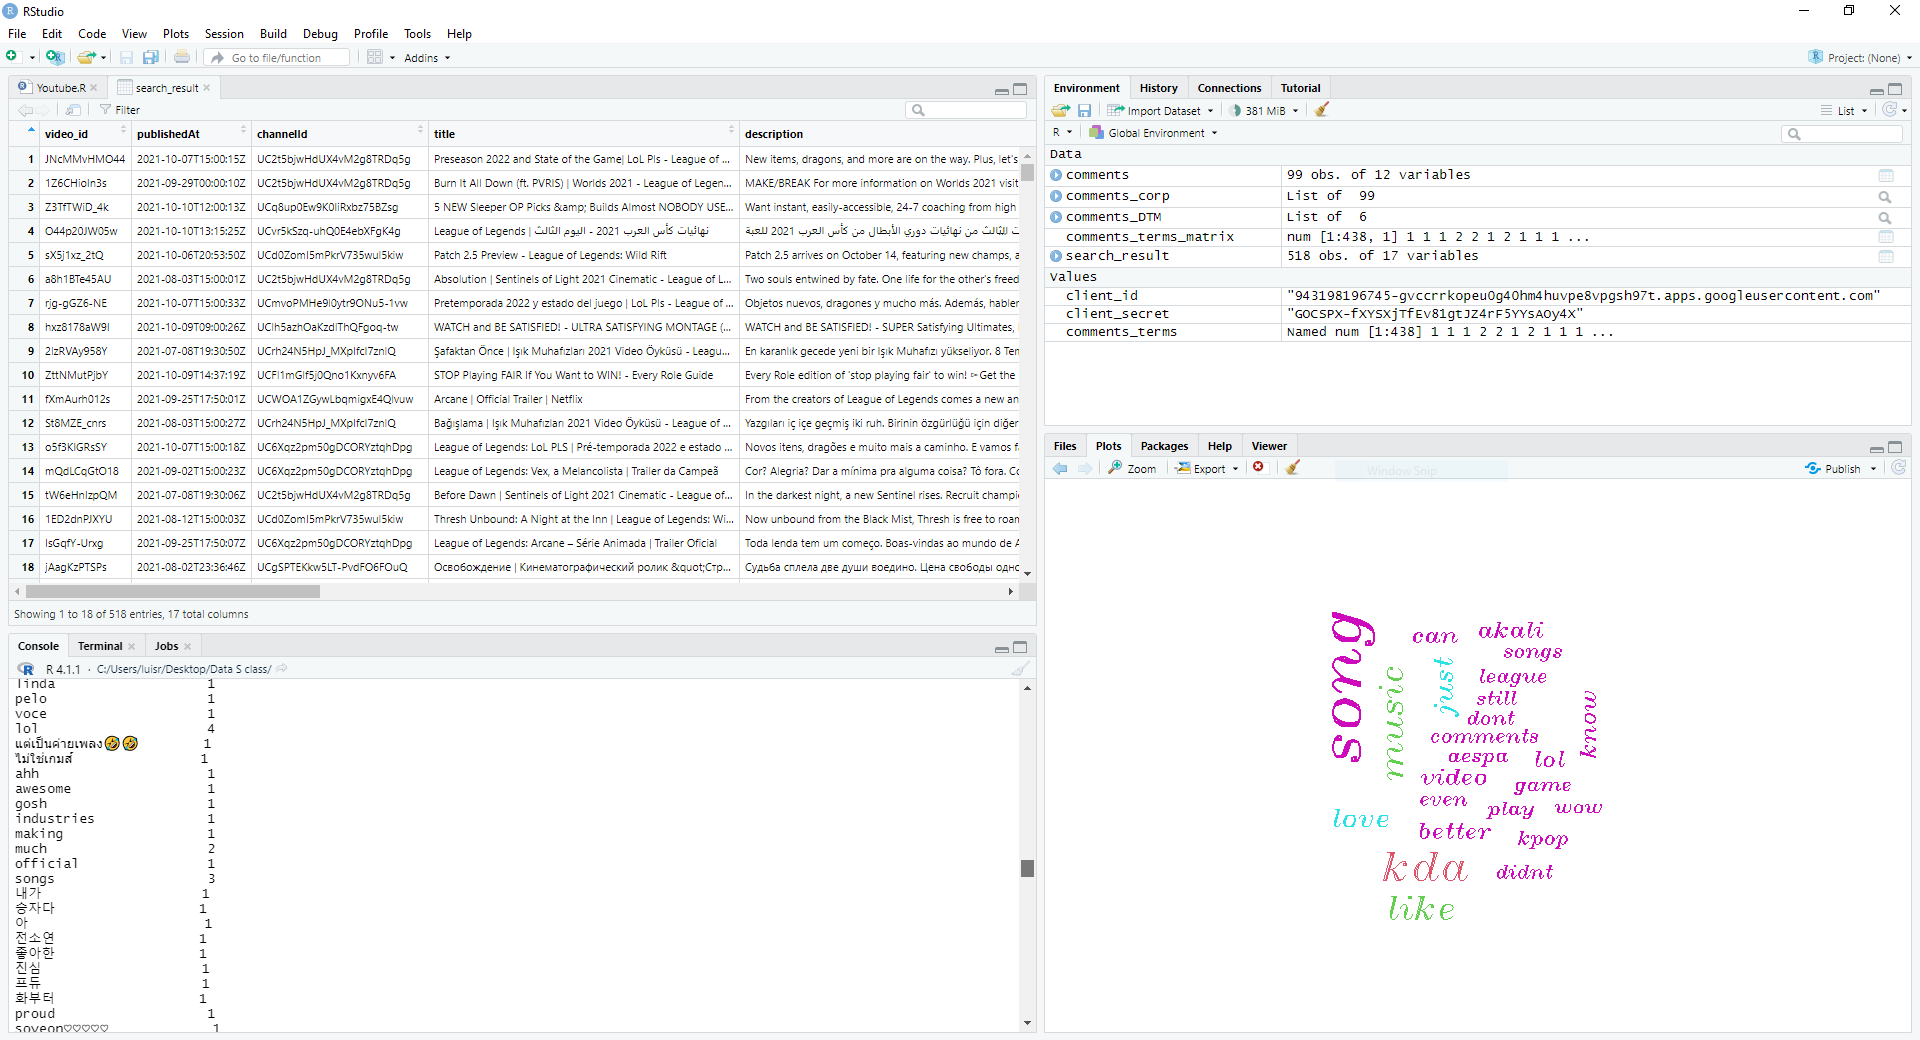 RStudio
File Edit Code View Plots Session Build Debug Profile Tools Help
Go to file/function Addins Project: (None)
Youtube.R search_result
Filter
video_id publishedAt channelId title description
1 JNcMMvHMO44 2021-10-07T15:00:15Z UC2t5bjwHdUX4vM2g8TRDq5g Preseason 2022 and State of the Game| LoL Pls - League of ... New items, dragons, and more are on the way. Plus, let's
2 1Z6CHioIn3s 2021-09-29T00:00:10Z UC2t5bjwHdUX4vM2g8TRDq5g Burn It All Down (ft. PVRIS) | Worlds 2021 - League of Legen... MAKE/BREAK For more information on Worlds 2021 visit
3 Z3TfTWiD_4k 2021-10-10T12:00:13Z UCq8up0Ew9K0liRxbz75BZsg 5 NEW Sleeper OP Picks &amp; Builds Almost NOBODY USE... Want instant, easily-accessible, 24-7 coaching from high
4 O44p20JW05w 2021-10-10T13:15:25Z UCvr5kSzq-uhQ0E4ebXFgK4g League of Legends | نهائيات كأس العرب 2021 - اليوم الثالث ت الثالث من نهائيات دوري الأبطال من كأس العرب 2021 للعبة
5 sX5j1xz_2tQ 2021-10-06T20:53:50Z UCd0ZomI5mPkrV735wuI5kiw Patch 2.5 Preview - League of Legends: Wild Rift Patch 2.5 arrives on October 14, featuring new champs, a
6 a8h1BTe45AU 2021-08-03T15:00:01Z UC2t5bjwHdUX4vM2g8TRDq5g Absolution | Sentinels of Light 2021 Cinematic - League of L... Two souls entwined by fate. One life for the other's freed
7 rjg-gGZ6-NE 2021-10-07T15:00:33Z UCmvoPMHe9l0ytr9ONu5-1vw Pretemporada 2022 y estado del juego | LoL Pls - League of ... Objetos nuevos, dragones y mucho más. Además, habler
8 hxz8178aW9I 2021-10-09T09:00:26Z UClh5azhOaKzdlThQFgoq-tw WATCH and BE SATISFIED! - ULTRA SATISFYING MONTAGE (... WATCH and BE SATISFIED! - SUPER Satisfying Ultimates,
9 2IzRVAy958Y 2021-07-08T19:30:50Z UCrh24N5HpJ_MXpIfcI7znIQ Şafaktan Önce | Işık Muhafızları 2021 Video Öyküsü - Leagu... En karanlık gecede yeni bir Işık Muhafızı yükseliyor. 8 Ten
10 ZttNMutPjbY 2021-10-09T14:37:19Z UCFI1mGlf5j0Qno1Kxnyv6FA STOP Playing FAIR If You Want to WIN! - Every Role Guide Every Role edition of 'stop playing fair' to win! ▻Get the
11 fXmAurh012s 2021-09-25T17:50:01Z UCWOA1ZGywLbqmigxE4Qlvuw Arcane | Official Trailer | Netflix From the creators of League of Legends comes a new an
12 St8MZE_cnrs 2021-08-03T15:00:27Z UCrh24N5HpJ_MXpIfcI7znIQ Bağışlama | Işık Muhafızları 2021 Video Öyküsü - League of ... Yazgıları iç içe geçmiş iki ruh. Birinin özgürlüğü için diğer
13 o5f3KlGRsSY 2021-10-07T15:00:18Z UC6Xqz2pm50gDCORYztqhDpg League of Legends: LoL PLS | Pré-temporada 2022 e estado ... Novos itens, dragões e muito mais a caminho. E vamos fa
14 mQdLCqGtO18 2021-09-02T15:00:23Z UC6Xqz2pm50gDCORYztqhDpg League of Legends: Vex, a Melancolista | Trailer da Campeã Cor? Alegria? Dar a mínima pra alguma coisa? Tô fora. Co
15 tW6eHnIzpQM 2021-07-08T19:30:06Z UC2t5bjwHdUX4vM2g8TRDq5g Before Dawn | Sentinels of Light 2021 Cinematic - League of... In the darkest night, a new Sentinel rises. Recruit champio
16 1ED2dnPJXYU 2021-08-12T15:00:03Z UCd0ZomI5mPkrV735wuI5kiw Thresh Unbound: A Night at the Inn | League of Legends: Wi... Now unbound from the Black Mist, Thresh is free to roan
17 IsGqfY-Urxg 2021-09-25T17:50:07Z UC6Xqz2pm50gDCORYztqhDpg League of Legends: Arcane – Série Animada | Trailer Oficial Toda lenda tem um começo. Boas-vindas ao mundo de A
18 jAagKzPTSPs 2021-08-02T23:36:46Z UCgSPTEKkw5LT-PvdFO6FOuQ Освобождение | Кинематографический ролик &quot;Стр... Судьба сплела две души воедино. Цена свободы одно
Showing 1 to 18 of 518 entries, 17 total columns
Console Terminal Jobs
R 4.1.1 · C:/Users/luisr/Desktop/Data S class/
linda 1
pelo 1
voce 1
lol 4
แต่เป็นค่ายเพลง🤣🤣 1
ไม่ใช่เกมส์ 1
ahh 1
awesome 1
gosh 1
industries 1
making 1
much 2
official 1
songs 3
내가 1
승자다 1
아 1
전소연 1
좋아한 1
진심 1
프듀 1
화부터 1
proud 1
soyeon♡♡♡♡♡ 1
Environment History Connections Tutorial
Import Dataset 381 MiB List
R Global Environment
Data
comments 99 obs. of 12 variables
comments_corp List of 99
comments_DTM List of 6
comments_terms_matrix num [1:438, 1] 1 1 1 2 2 1 2 1 1 1 ...
search_result 518 obs. of 17 variables
Values
client_id "943198196745-gvccrrkopeu0g40hm4huvpe8vpgsh97t.apps.googleusercontent.com"
client_secret "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"
comments_terms Named num [1:438] 1 1 1 2 2 1 2 1 1 1 ...
Files Plots Packages Help Viewer
Zoom Export Window Snip Publish
song
can
akali
songs
music
just
league
still
dont
know
comments
aespa
lol
video
game
even
play
wow
love
better
kpop
kda
didnt
like